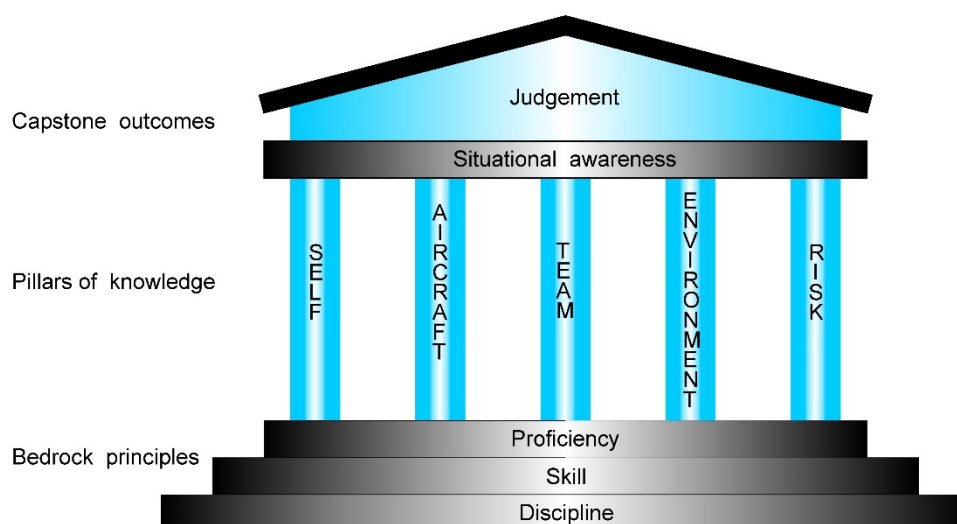 Judgement
Capstone outcomes
Situational awareness
SELF
AIRCRAFT
TEAM
ENVIRONMENT
RISK
Pillars of knowledge
Proficiency
Bedrock principles
Skill
Discipline